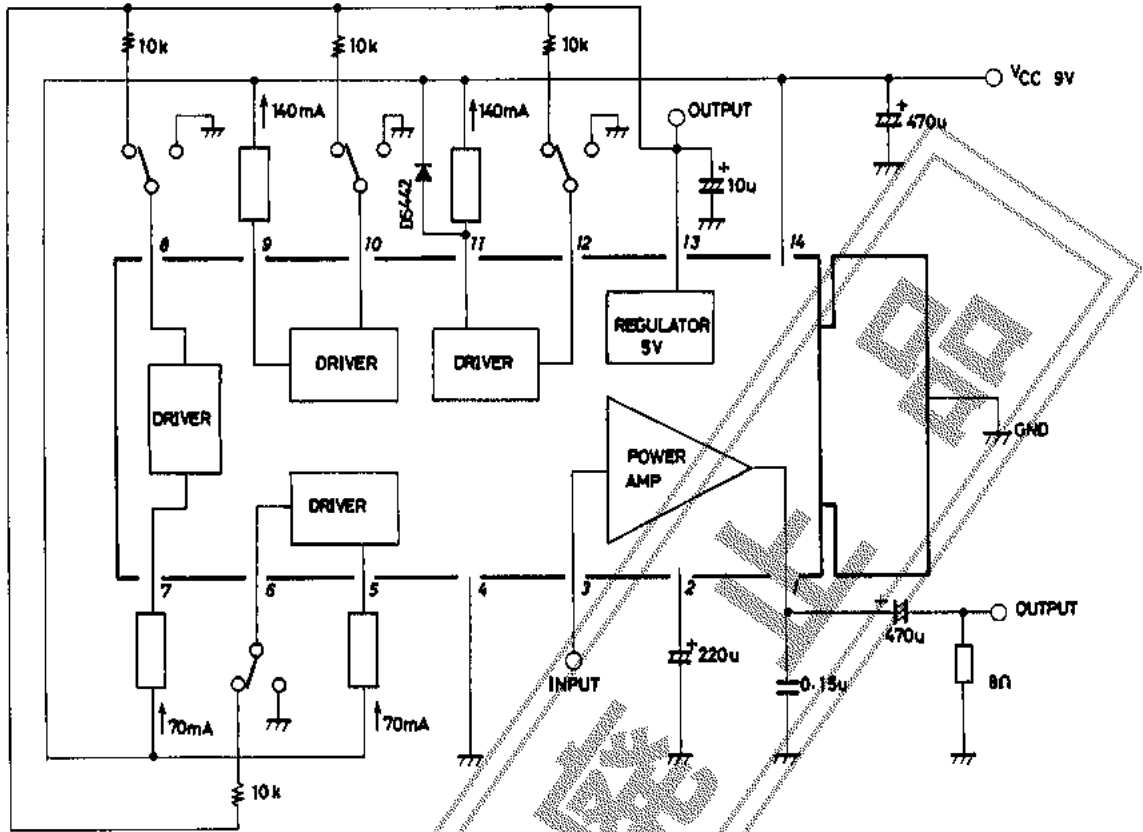 10k
10k
10k
VCC 9V
140mA
140mA
OUTPUT
470u
10u
DS442
8
9
10
11
12
13
14
REGULATOR
5V
DRIVER
DRIVER
DRIVER
POWER
AMP
GND
DRIVER
7
6
5
4
3
2
1
OUTPUT
470u
220u
INPUT
0.15u
8Ω
70mA
70mA
10k